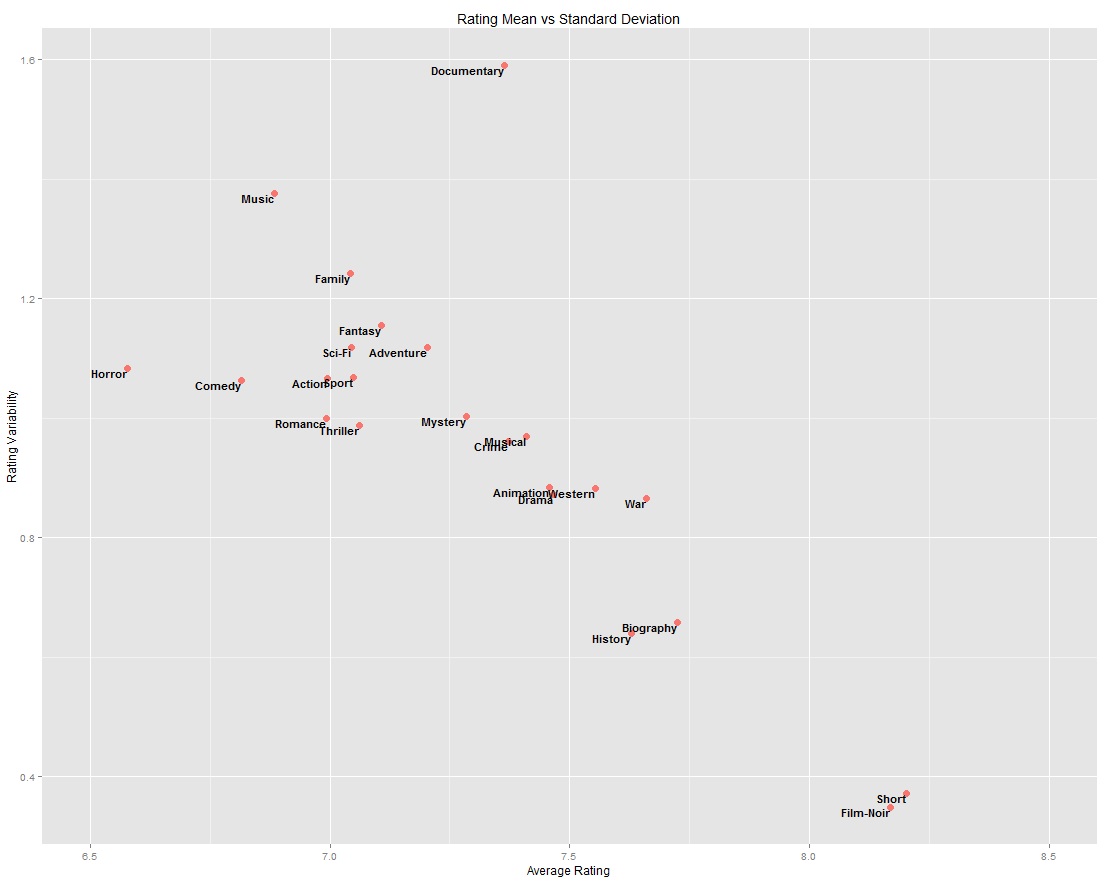 Rating Mean vs Standard Deviation
1.6
Documentary
Music
Family
1.2
Fantasy
Sci-Fi
Adventure
Horror
Comedy
Action
Sport
Romance
Thriller
Mystery
Musical
Crime
Rating Variability
Animation
Western
Drama
War
0.8
Biography
History
0.4
Short
Film-Noir
6.5
7.0
7.5
8.0
8.5
Average Rating